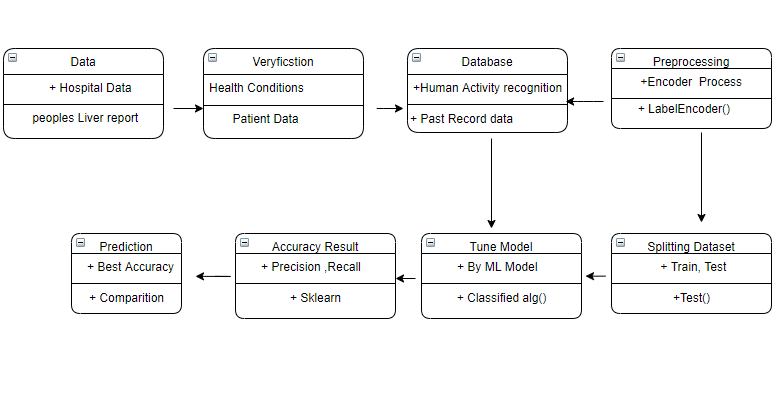 Data
+ Hospital Data
peoples Liver report
Veryficstion
Health Conditions
Patient Data
Database
+Human Activity recognition
+ Past Record data
Preprocessing
+Encoder Process
+ LabelEncoder()
Prediction
+ Best Accuracy
+ Comparition
Accuracy Result
+ Precision ,Recall
+ Sklearn
Tune Model
+ By ML Model
+ Classified alg()
Splitting Dataset
+ Train, Test
+Test()